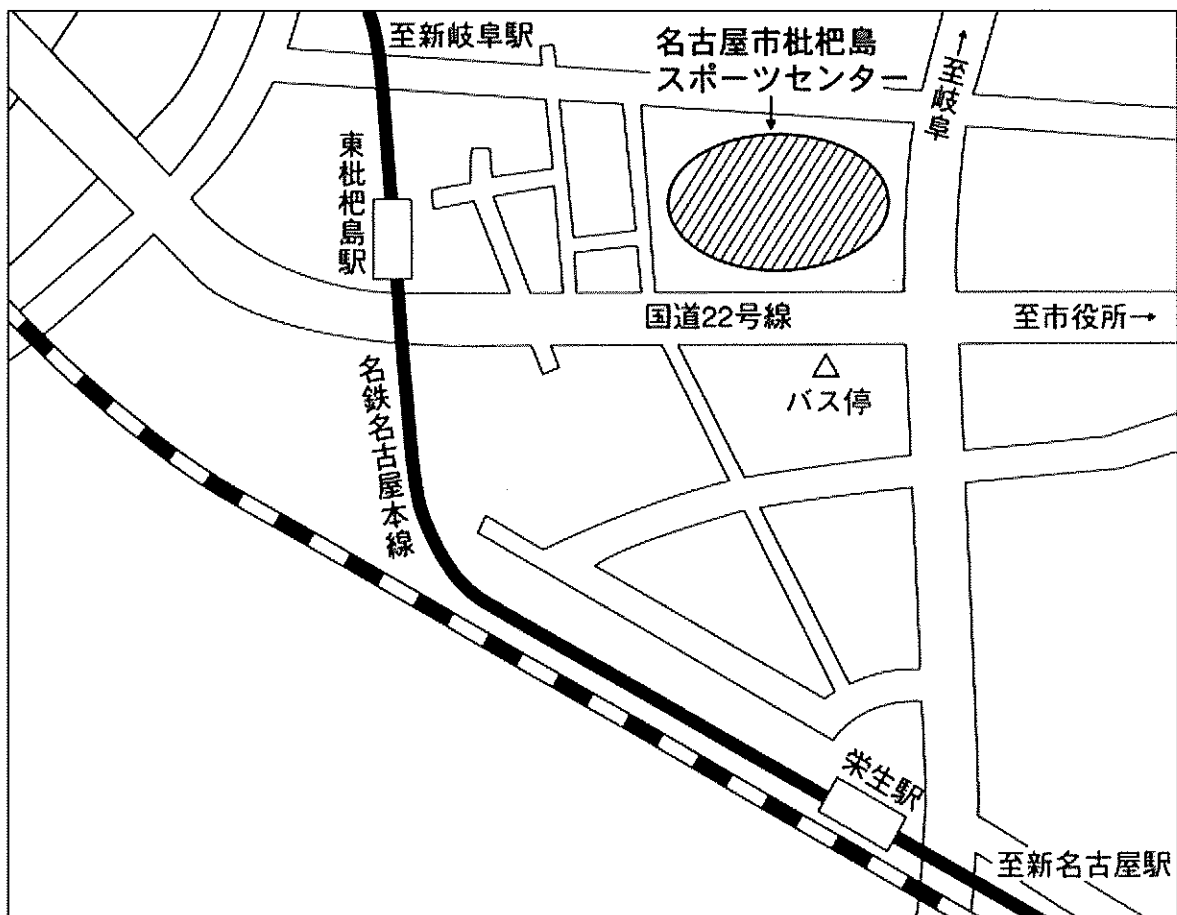 至新岐阜駅
名古屋市枇杷島
スポーツセンター
至岐阜
東枇杷島駅
国道22号線
至市役所→
バス停
名鉄名古屋本線
栄生駅
至新名古屋駅